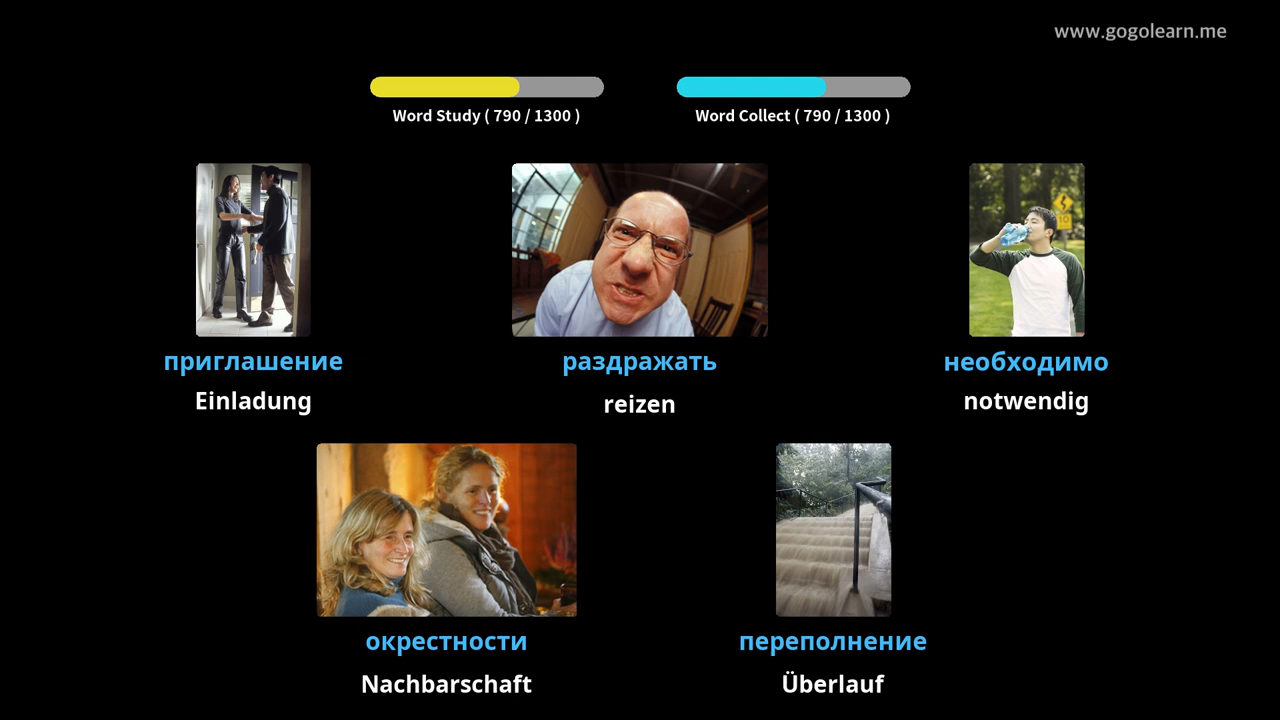 www.gogolearn.me
Word Study ( 790 / 1300 )
Word Collect ( 790 / 1300 )
приглашение
раздражать
необходимо
Einladung
reizen
notwendig
окрестности
переполнение
Nachbarschaft
Überlauf